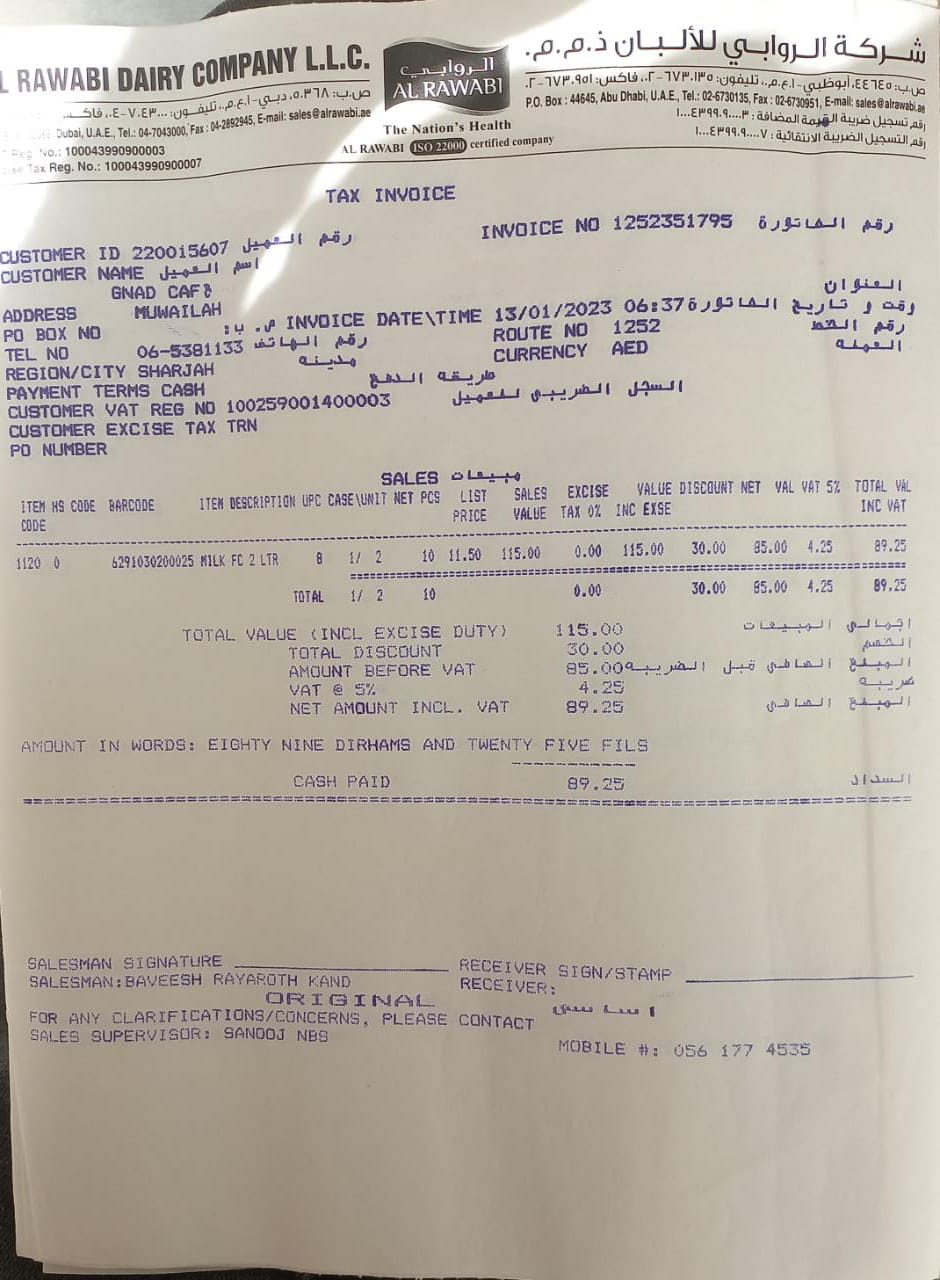 L RAWABI DAIRY COMPANY L.L.C.
شركة الروابي للألبان ذ.م.م.
الروابي
AL RAWABI
The Nation's Health
AL RAWABI ISO 22000 certified company
ص.ب: ٥٠٣٦٨، دبي-ا.ع.م.، تليفون: ٧٠٤٣٠٠٠-٠٤، فاكس
Dubai, U.A.E., Tel.: 04-7043000, Fax : 04-2892945, E-mail: sales@alrawabi.ae
Reg No.: 100043990900003
ise Tax Reg. No.: 100043990900007
ص.ب: ٤٤٦٤٥، أبوظبي-ا.ع.م.، تليفون: ٦٧٣٠١٣٥-٠٢، فاكس: ٦٧٣٠٩٥١-٠٢
P.O. Box : 44645, Abu Dhabi, U.A.E., Tel.: 02-6730135, Fax : 02-6730951, E-mail: sales@alrawabi.ae
رقم تسجيل ضريبة القيمة المضافة :
رقم التسجيل الضريبة الانتقائية :
TAX INVOICE
INVOICE NO 1252351795 رقم الفاتورة
CUSTOMER ID 220015607 رقم العميل
CUSTOMER NAME اسم العميل
GNAD CAF
العنوان
ADDRESS MUWAILAH
PO BOX NO ص. ب: INVOICE DATE\TIME 13/01/2023 06:37 وقت و تاريخ الفاتورة
TEL NO 06-5381133 رقم الهاتف ROUTE NO 1252 رقم الخط
REGION/CITY SHARJAH مدينه CURRENCY AED العمله
PAYMENT TERMS CASH طريقه الدفع
CUSTOMER VAT REG NO 100259001400003 السجل الضريبي للعميل
CUSTOMER EXCISE TAX TRN
PO NUMBER
SALES مبيعات
ITEM HS CODE BARCODE ITEM DESCRIPTION UPC CASE\UNIT NET PCS LIST SALES EXCISE VALUE DISCOUNT NET VAL VAT 5% TOTAL VAL
CODE PRICE VALUE TAX 0% INC EXSE INC VAT
1120 0 6291030200025 MILK FC 2 LTR 8 1/ 2 10 11.50 115.00 0.00 115.00 30.00 85.00 4.25 89.25
TOTAL 1/ 2 10 0.00 30.00 85.00 4.25 89.25
TOTAL VALUE (INCL EXCISE DUTY) 115.00 اجمالي المبيعات
TOTAL DISCOUNT 30.00 الخصم
AMOUNT BEFORE VAT 85.00 المبلغ الصافي قبل الضريبه
VAT @ 5% 4.25 ضريبه
NET AMOUNT INCL. VAT 89.25 المبلغ الصافي
AMOUNT IN WORDS: EIGHTY NINE DIRHAMS AND TWENTY FIVE FILS
CASH PAID 89.25 السداد
SALESMAN SIGNATURE RECEIVER SIGN/STAMP
SALESMAN:BAVEESH RAYAROTH KAND RECEIVER:
ORIGINAL اساسي
FOR ANY CLARIFICATIONS/CONCERNS, PLEASE CONTACT
SALES SUPERVISOR: SANOOJ NBS MOBILE #: 056 177 4535